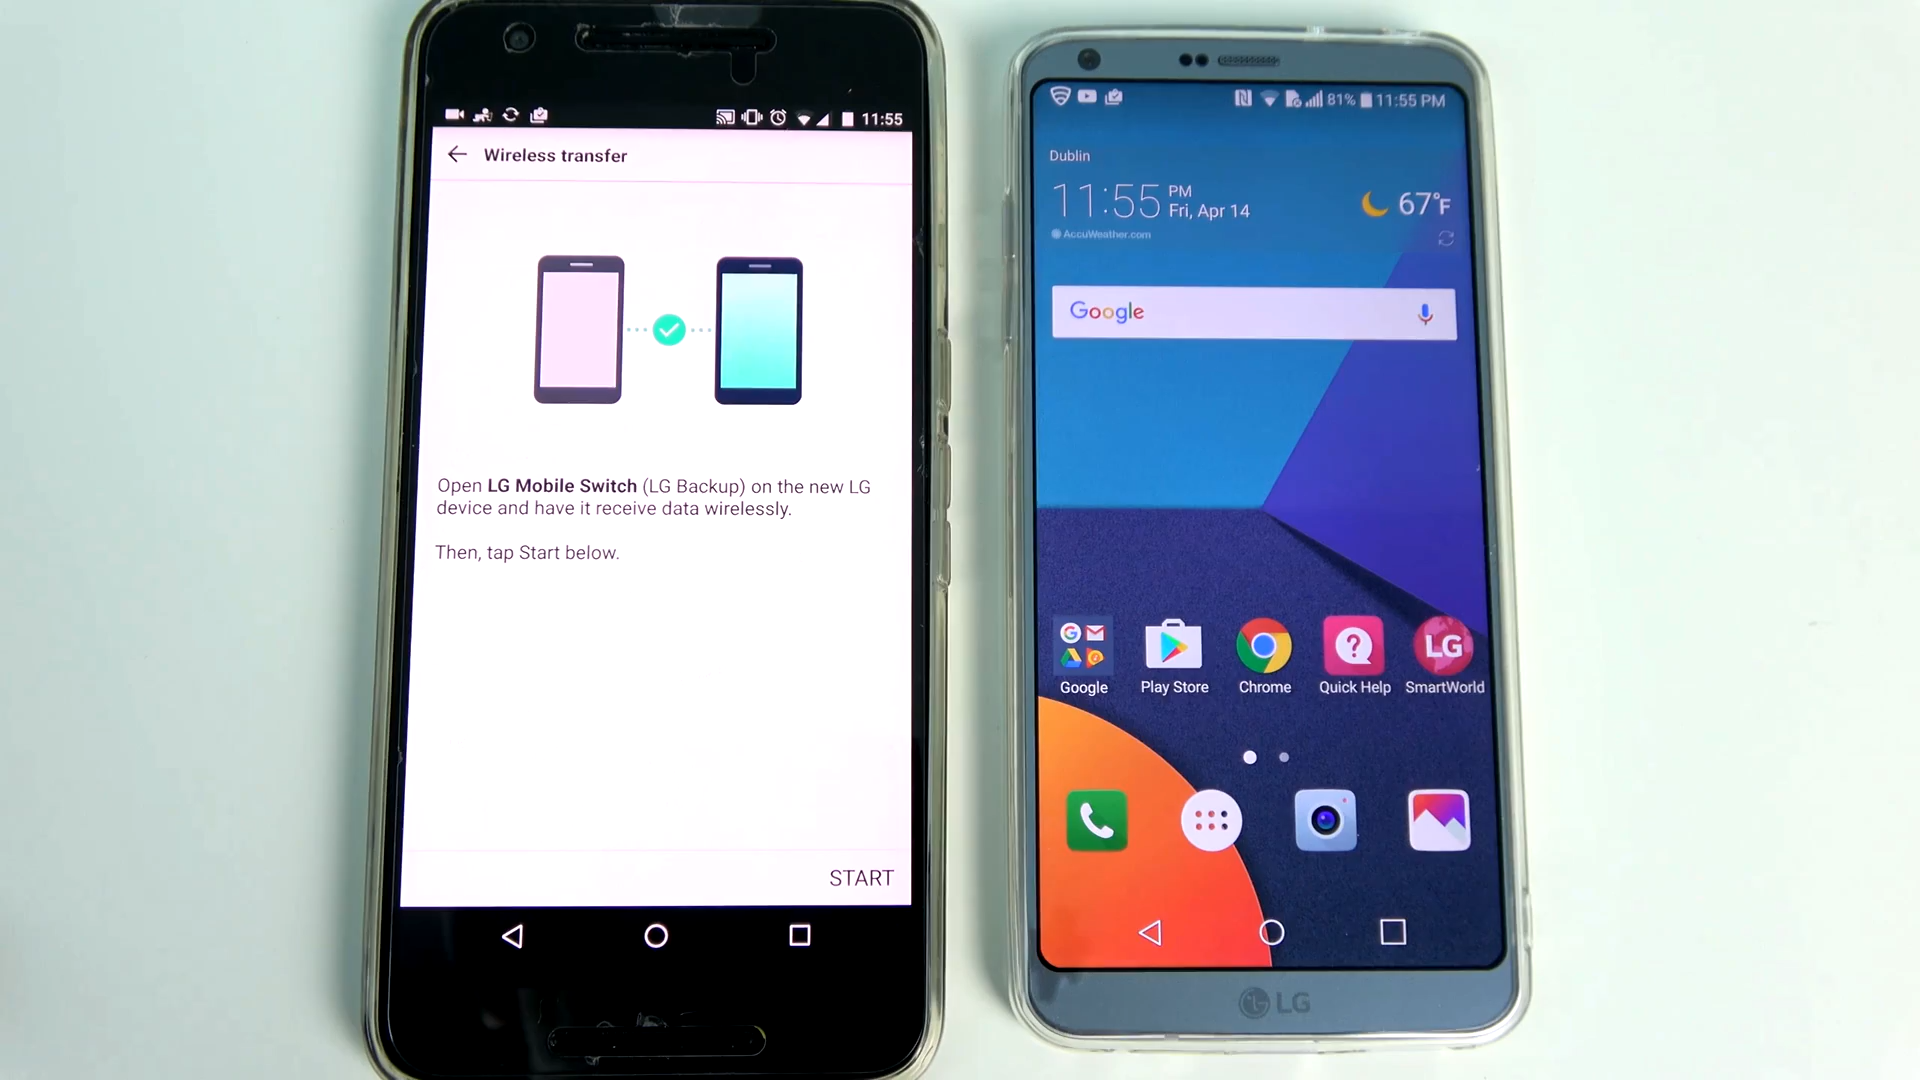 11:55
Wireless transfer
Open LG Mobile Switch (LG Backup) on the new LG
device and have it receive data wirelessly.
Then, tap Start below.
START
81% 11:55 PM
Dublin
11:55 PM
Fri, Apr 14
67°F
AccuWeather.com
Google
LG
Google Play Store Chrome Quick Help SmartWorld
LG